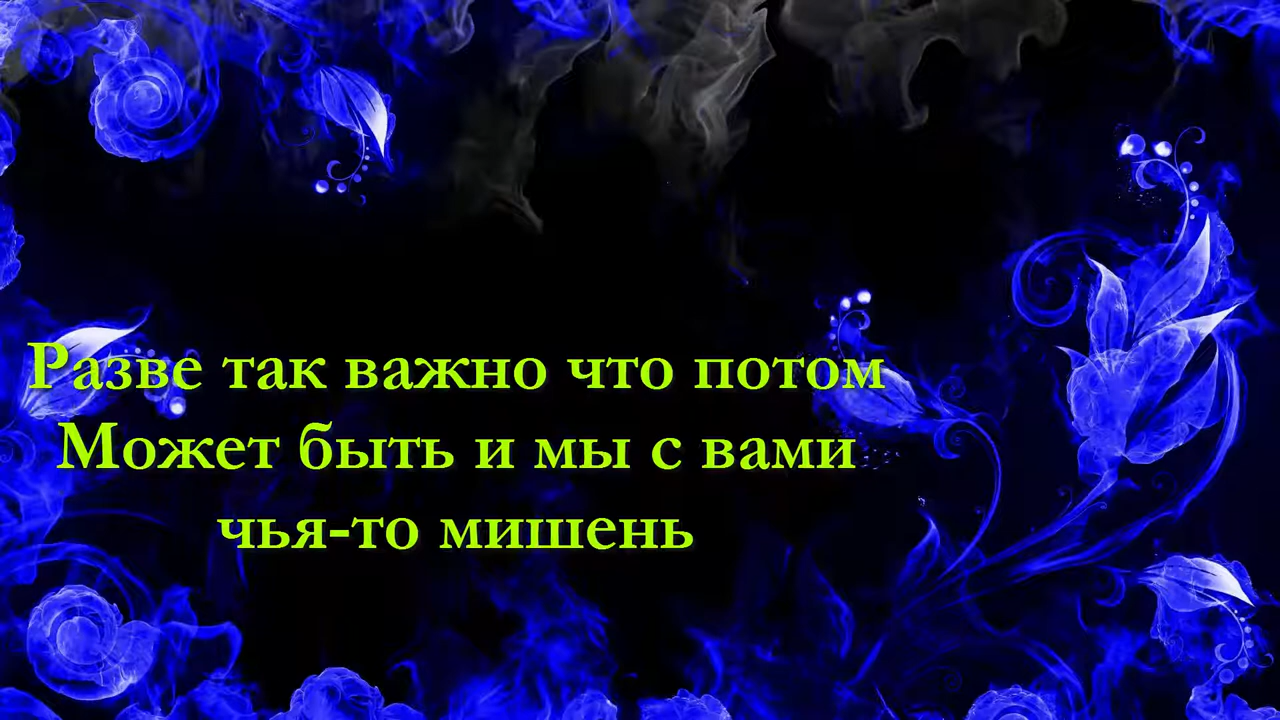 Разве так важно что потом
Может быть и мы с вами
чья-то мишень